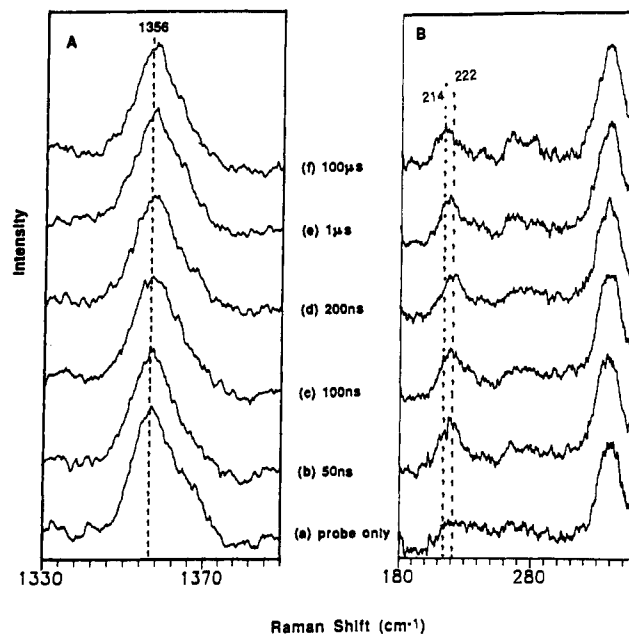 A
1356
B
214
222
(f) 100µs
(e) 1µs
(d) 200ns
(c) 100ns
(b) 50ns
(a) probe only
Intensity
1330
1370
180
280
Raman Shift (cm-1)